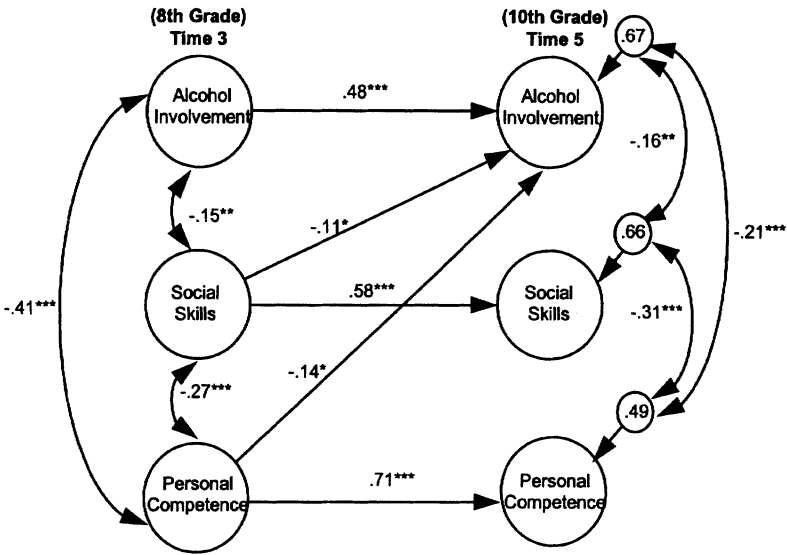 (8th Grade)
Time 3
(10th Grade)
Time 5
.67
Alcohol
Involvement
.48***
Alcohol
Involvement
-.16**
-.15**
-.11*
.66
-.21***
Social
Skills
.58***
Social
Skills
-.41***
-.31***
-.27***
-.14*
.49
Personal
Competence
.71***
Personal
Competence